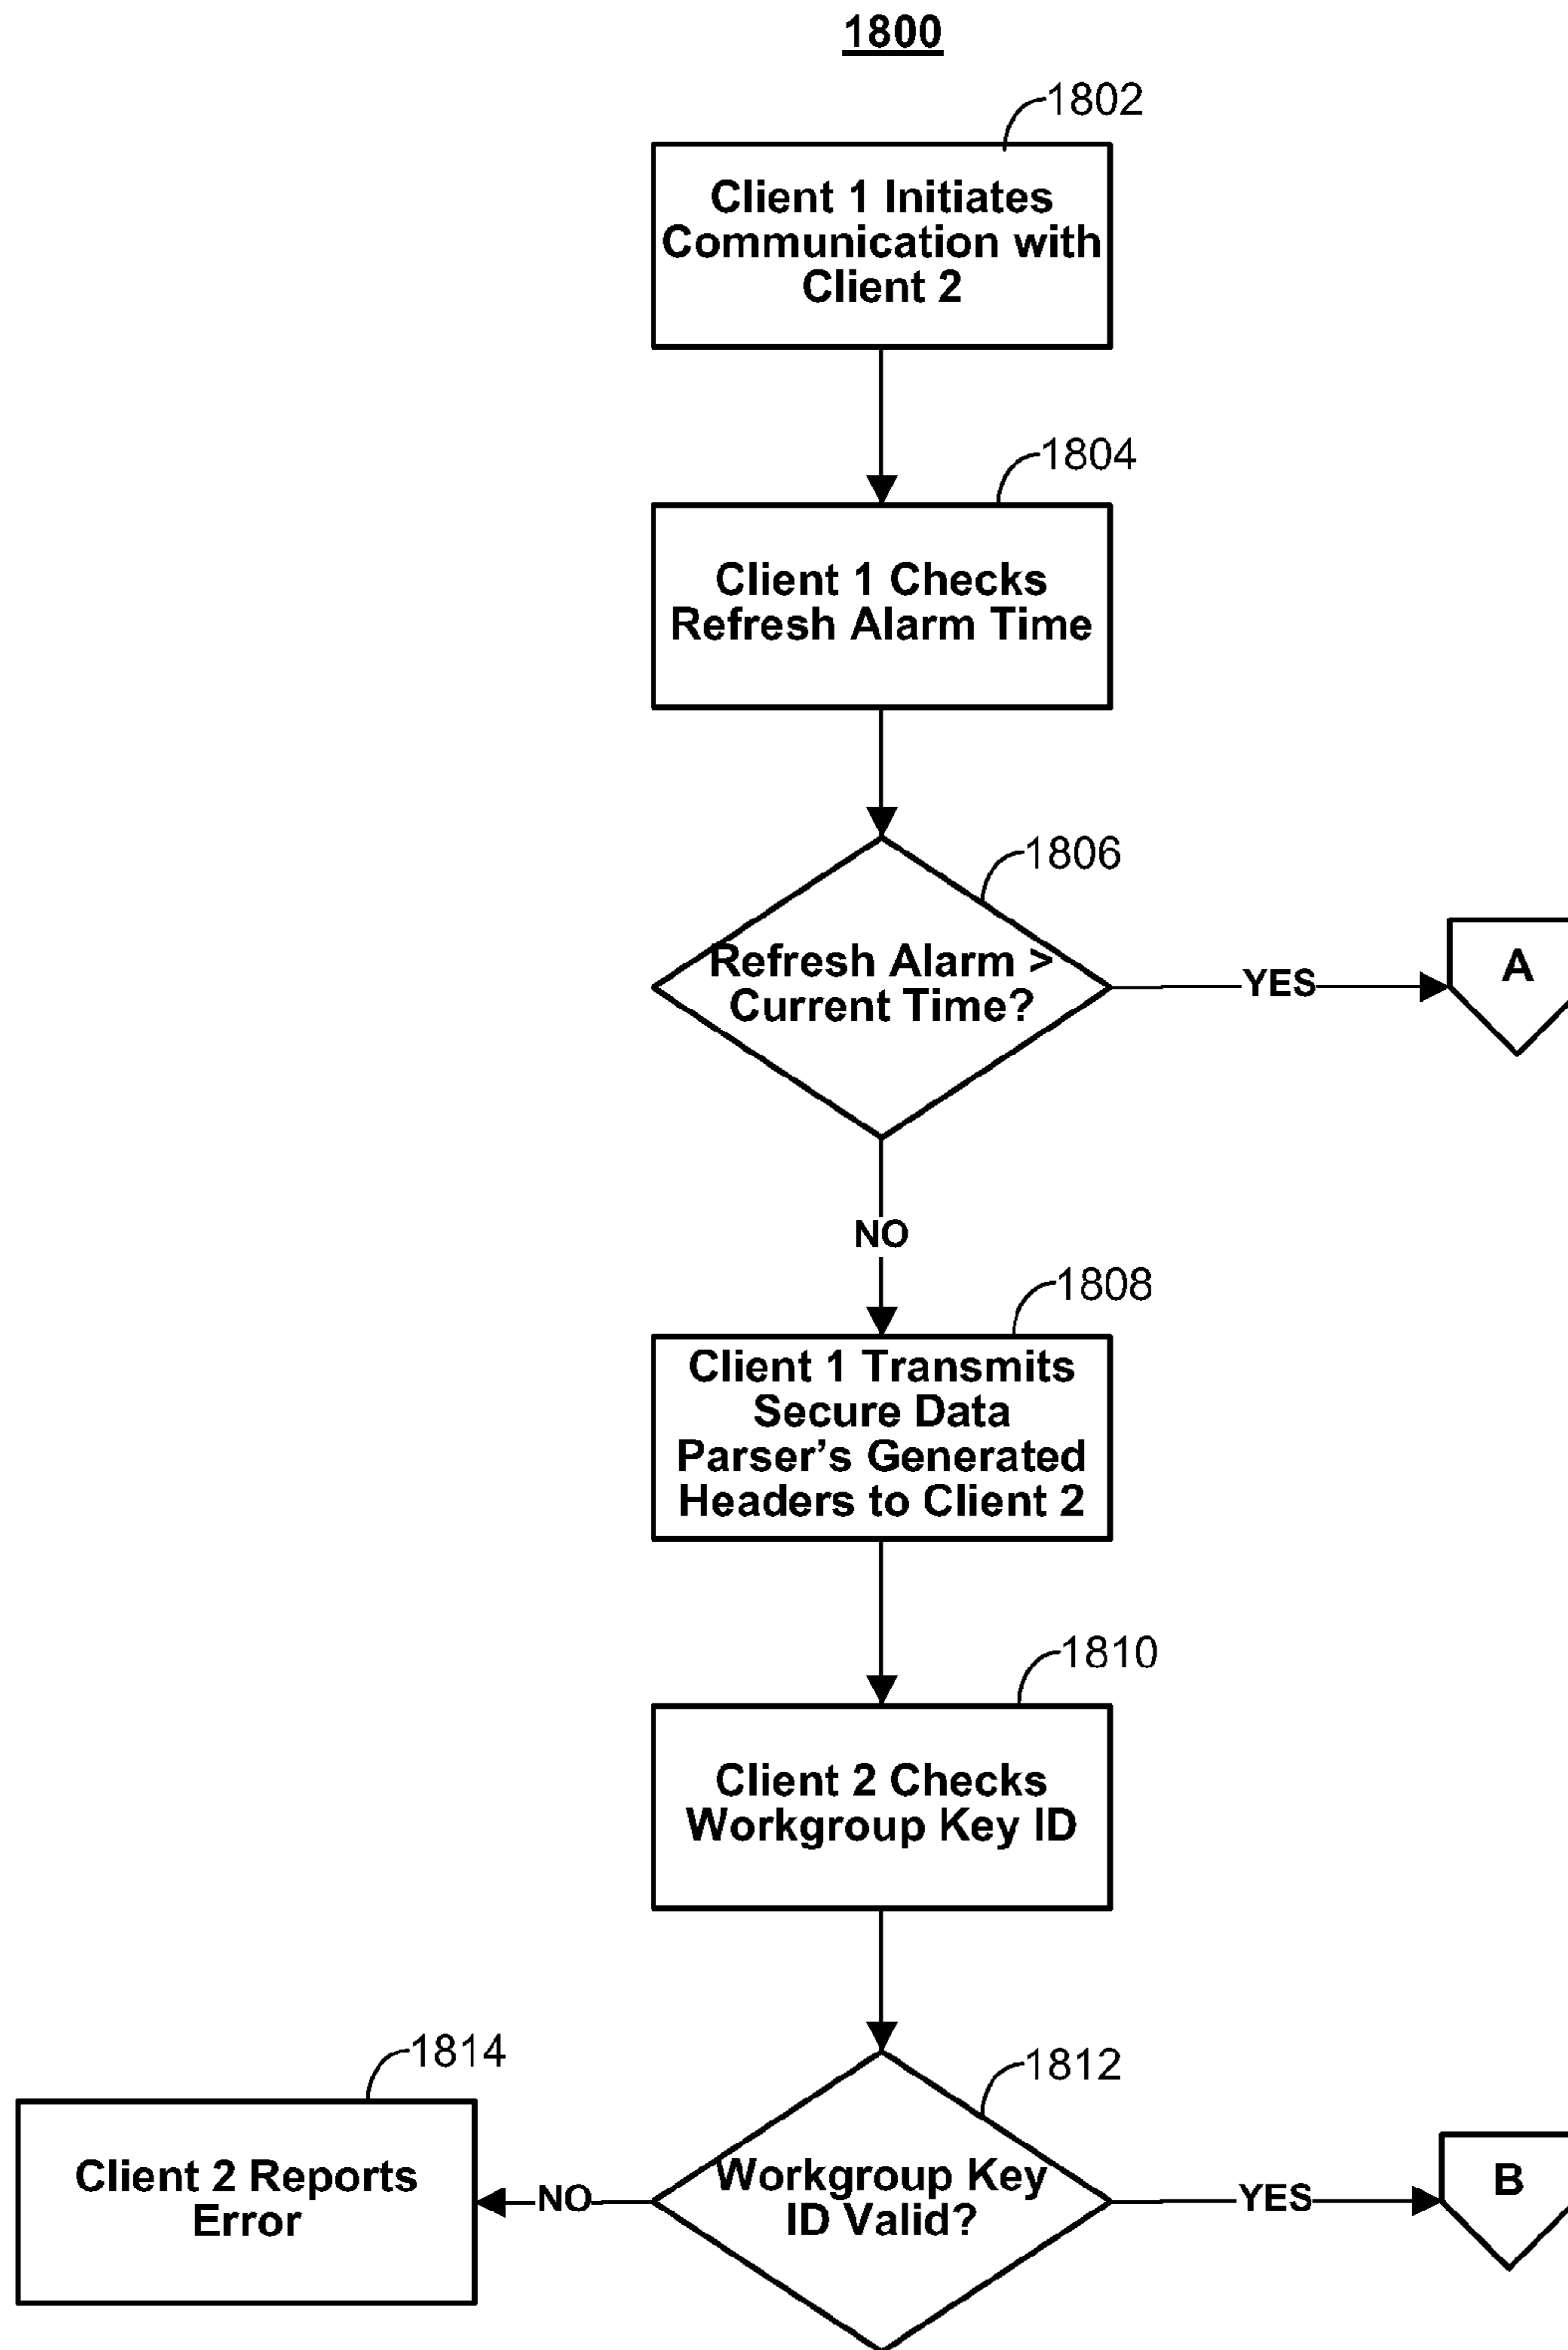 1800
1802
Client 1 Initiates
Communication with
Client 2
1804
Client 1 Checks
Refresh Alarm Time
1806
Refresh Alarm >
Current Time?
YES
A
NO
1808
Client 1 Transmits
Secure Data
Parser's Generated
Headers to Client 2
1810
Client 2 Checks
Workgroup Key ID
1814
Client 2 Reports
Error
NO
1812
Workgroup Key
ID Valid?
YES
B